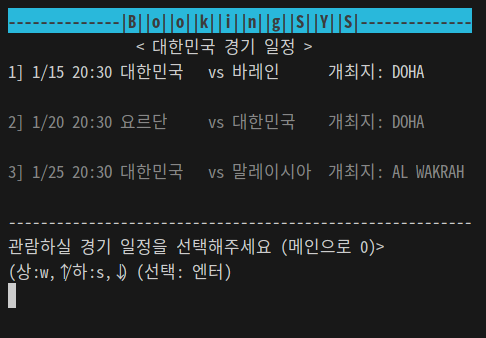 --------------|B||o||o||k||i||n||g||S||Y||S|--------------
< 대한민국 경기 일정 >
1] 1/15 20:30 대한민국 vs 바레인 개최지: DOHA
2] 1/20 20:30 요르단 vs 대한민국 개최지: DOHA
3] 1/25 20:30 대한민국 vs 말레이시아 개최지: AL WAKRAH
----------------------------------------------------------
관람하실 경기 일정을 선택해주세요 (메인으로 0)>
(상:w,↑/하:s,↓) (선택: 엔터)